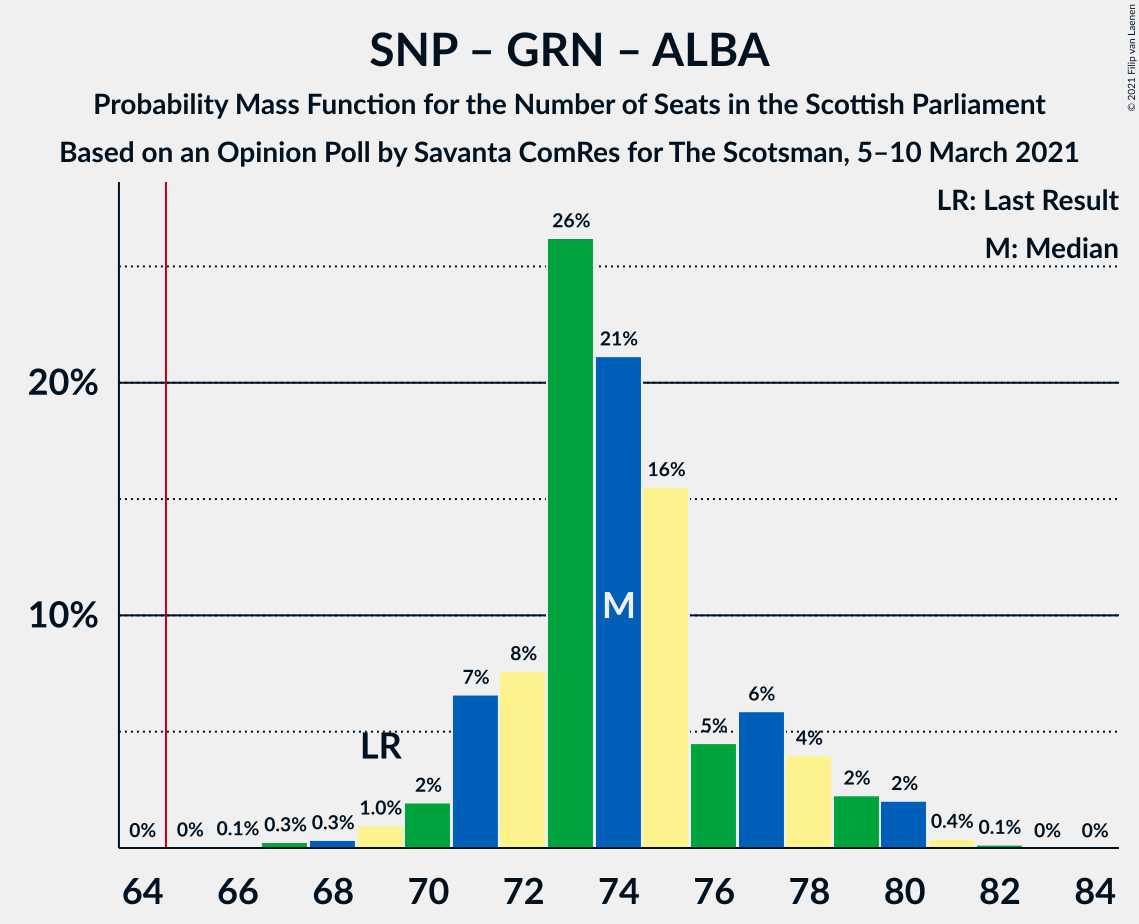 SNP – GRN – ALBA
Probability Mass Function for the Number of Seats in the Scottish Parliament
Based on an Opinion Poll by Savanta ComRes for The Scotsman, 5–10 March 2021
© 2021 Filip van Laenen
LR: Last Result
M: Median
26%
21%
20%
16%
M
10%
8%
7%
6%
5%
4%
LR
2%
2%
2%
1.0%
0.4%
0.3%
0.3%
0.1%
0.1%
0%
0%
0%
0%
64 66 68 70 72 74 76 78 80 82 84